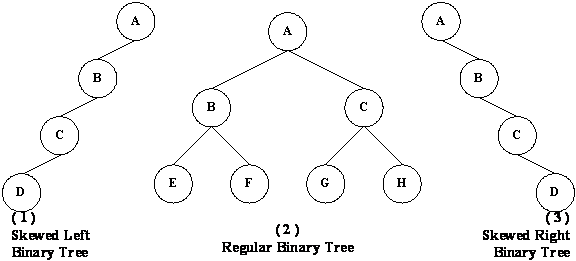 A
B
C
D
( 1 )
Skewed Left
Binary Tree
A
B C
E F G H
( 2 )
Regular Binary Tree
A
B
C
D
( 3 )
Skewed Right
Binary Tree